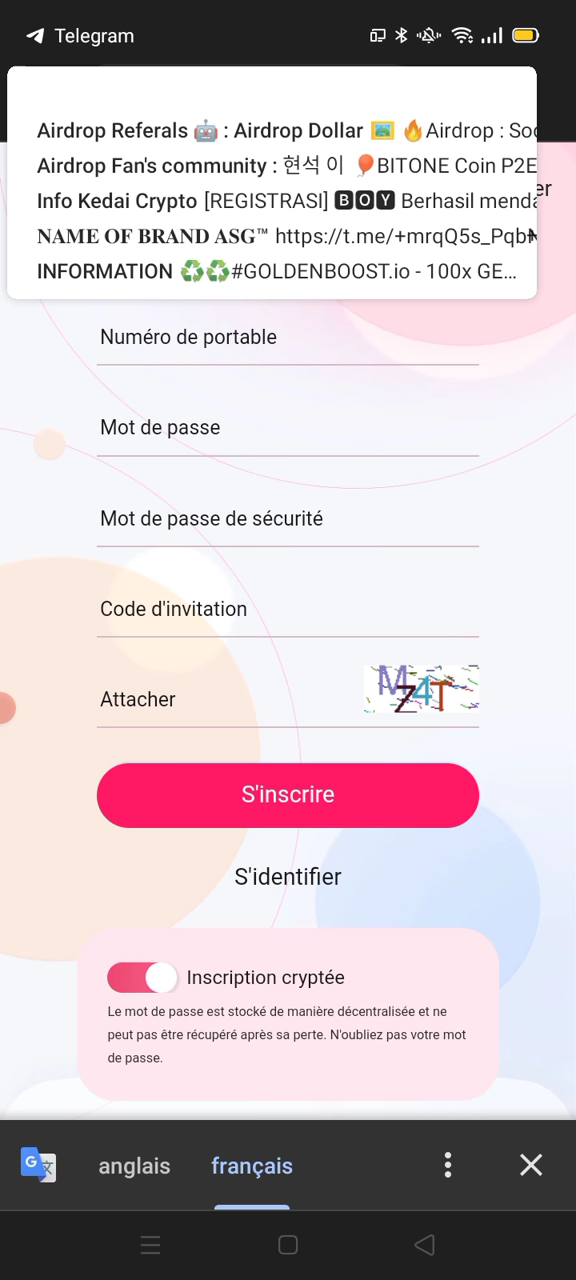 Telegram
Airdrop Referals 🤖 : Airdrop Dollar 🖼️ 🔥Airdrop : Soc
Airdrop Fan's community : 현석 이 🎈BITONE Coin P2E
Info Kedai Crypto [REGISTRASI] 🅱🅾🆈 Berhasil menda
er
𝐍𝐀𝐌𝐄 𝐎𝐅 𝐁𝐑𝐀𝐍𝐃 𝐀𝐒𝐆™ https://t.me/+mrqQ5s_Pqb
INFORMATION ♻️♻️#GOLDENBOOST.io - 100x GE...
Numéro de portable
Mot de passe
Mot de passe de sécurité
Code d'invitation
Attacher
MZ4T
S'inscrire
S'identifier
Inscription cryptée
Le mot de passe est stocké de manière décentralisée et ne
peut pas être récupéré après sa perte. N'oubliez pas votre mot
de passe.
anglais français